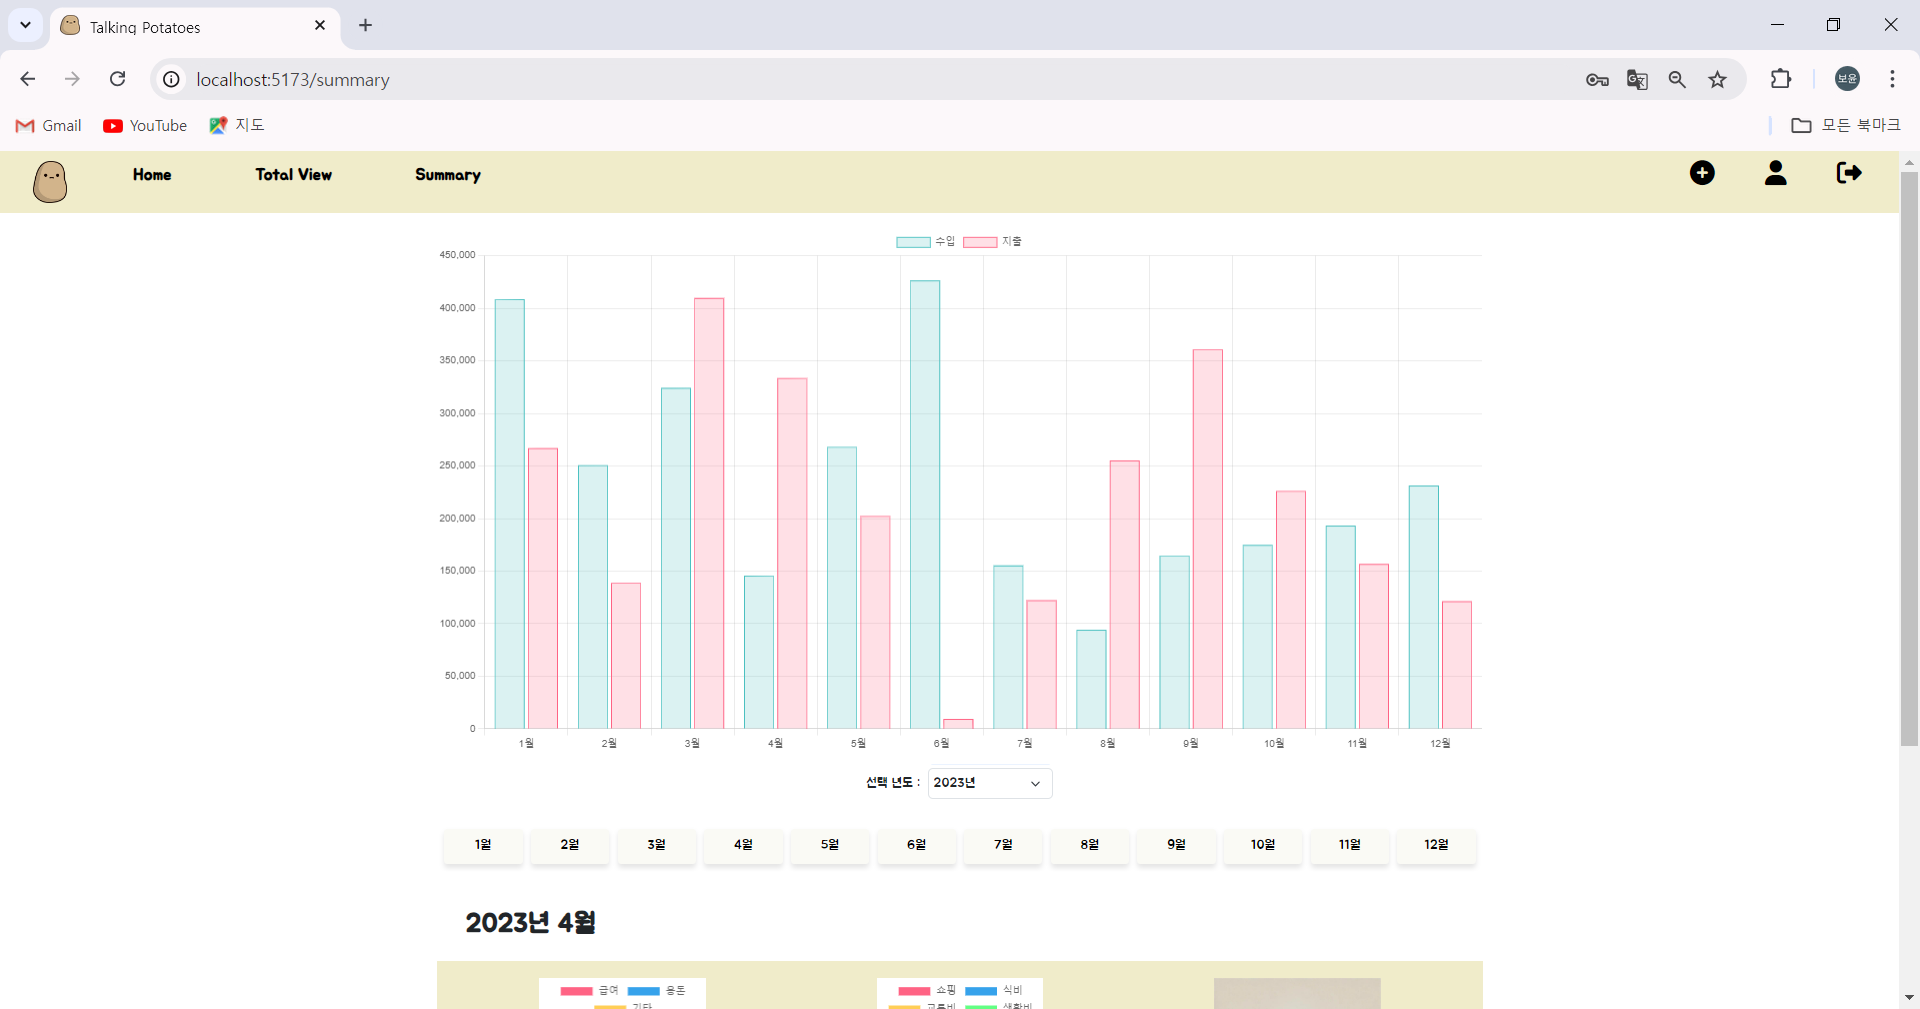 Talking Potatoes
localhost:5173/summary
보윤
Gmail YouTube 지도 모든 북마크
Home Total View Summary
수입 지출
450,000
400,000
350,000
300,000
250,000
200,000
150,000
100,000
50,000
0
1월 2월 3월 4월 5월 6월 7월 8월 9월 10월 11월 12월
선택 년도 : 2023년
1월 2월 3월 4월 5월 6월 7월 8월 9월 10월 11월 12월
2023년 4월
급여 용돈 쇼핑 식비
기타 교통비 생활비